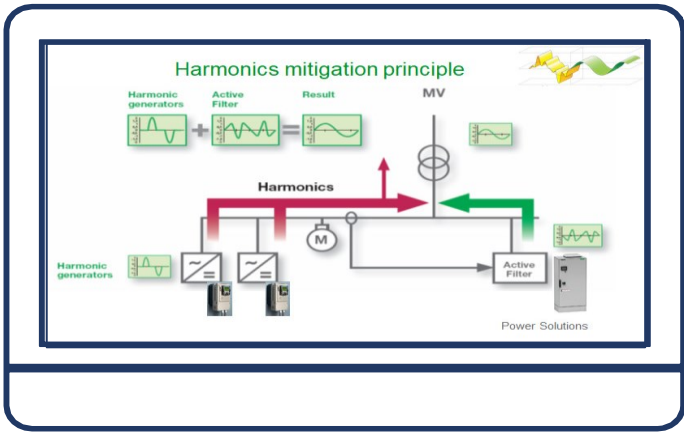 Harmonics mitigation principle
Harmonic
generators
Active
Filter
Result
MV
Harmonics
M
Harmonic
generators
Active
Filter
Power Solutions